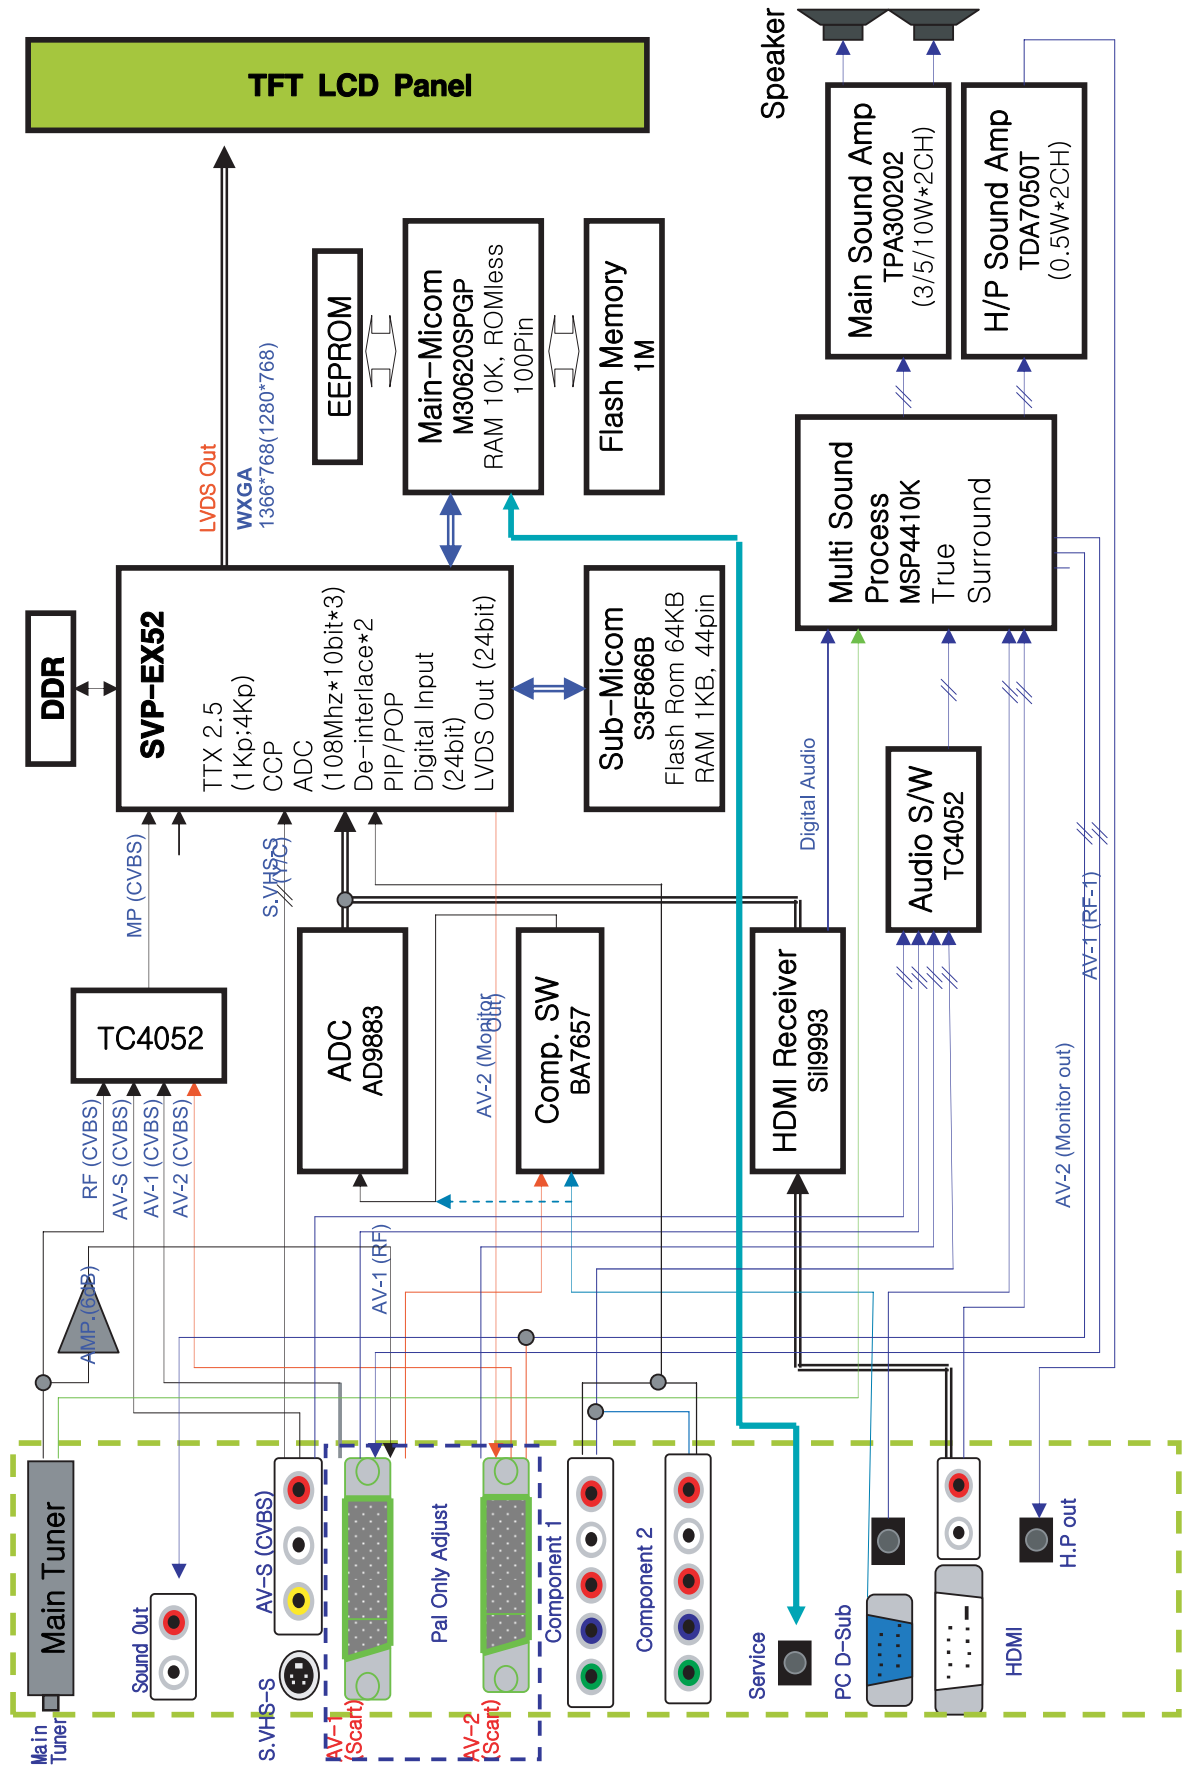 TFT LCD Panel
Speaker
Main Sound Amp
TPA300202
(3/5/10W*2CH)
H/P Sound Amp
TDA7050T
(0.5W*2CH)
EEPROM
Main-Micom
M30620SPGP
RAM 10K, ROMless
100Pin
Flash Memory
1M
LVDS Out
WXGA
1366*768(1280*768)
DDR
SVP-EX52
TTX 2.5
(1Kp;4Kp)
CCP
ADC
(108Mhz*10bit*3)
De-interlace*2
PIP/POP
Digital Input
(24bit)
LVDS Out (24bit)
Sub-Micom
S3F866B
Flash Rom 64KB
RAM 1KB, 44pin
Multi Sound
Process
MSP4410K
True
Surround
Digital Audio
Audio S/W
TC4052
MP (CVBS)
S.VHS-S
(Y/C)
TC4052
ADC
AD9883
AV-2 (Monitor
Out)
Comp. SW
BA7657
HDMI Receiver
SiI9993
AV-1 (RF-1)
AV-2 (Monitor out)
RF (CVBS)
AV-S (CVBS)
AV-1 (CVBS)
AV-2 (CVBS)
AMP.(6dB)
AV-1 (RF)
Main Tuner
Main
Tuner
Sound Out
S.VHS-S
AV-S (CVBS)
AV-1
(Scart)
Pal Only Adjust
AV-2
(Scart)
Component 1
Component 2
Service
PC D-Sub
HDMI
H.P out